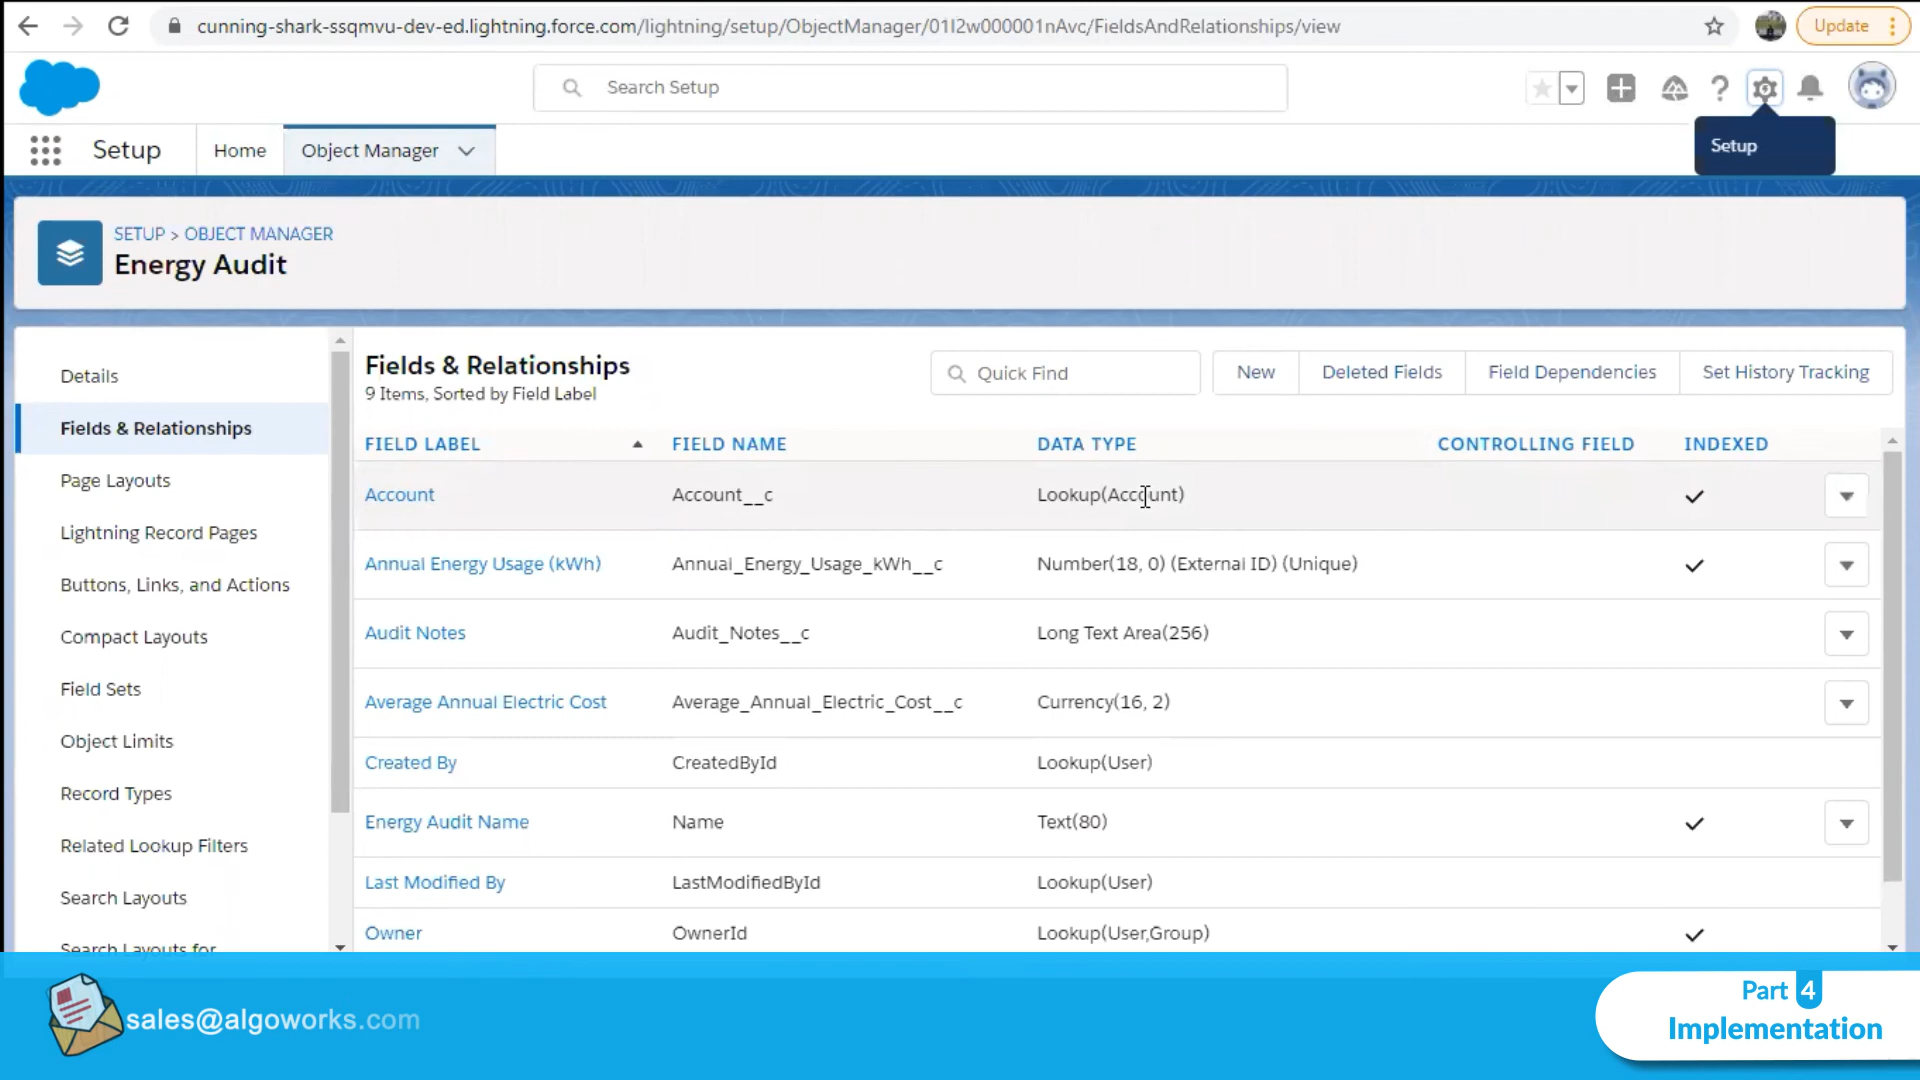 cunning-shark-ssqmvu-dev-ed.lightning.force.com/lightning/setup/ObjectManager/01I2w000001nAvc/FieldsAndRelationships/view
Update
Search Setup
Setup Home Object Manager
Setup
SETUP > OBJECT MANAGER
Energy Audit
Details
Fields & Relationships
Page Layouts
Lightning Record Pages
Buttons, Links, and Actions
Compact Layouts
Field Sets
Object Limits
Record Types
Related Lookup Filters
Search Layouts
Search Layouts for
Fields & Relationships
9 Items, Sorted by Field Label
Quick Find New Deleted Fields Field Dependencies Set History Tracking
FIELD LABEL FIELD NAME DATA TYPE CONTROLLING FIELD INDEXED
Account Account__c Lookup(Account)
Annual Energy Usage (kWh) Annual_Energy_Usage_kWh__c Number(18, 0) (External ID) (Unique)
Audit Notes Audit_Notes__c Long Text Area(256)
Average Annual Electric Cost Average_Annual_Electric_Cost__c Currency(16, 2)
Created By CreatedById Lookup(User)
Energy Audit Name Name Text(80)
Last Modified By LastModifiedById Lookup(User)
Owner OwnerId Lookup(User,Group)
sales@algoworks.com
Part 4
Implementation